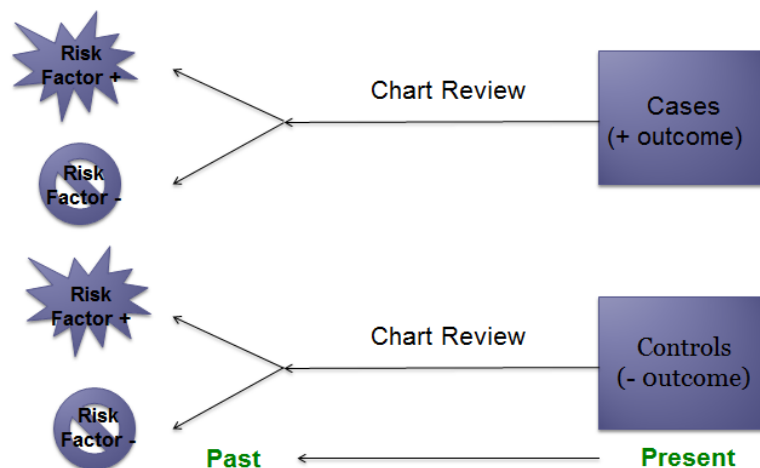 Risk
Factor +
Chart Review
Cases
(+ outcome)
Risk
Factor -
Risk
Factor +
Chart Review
Controls
(- outcome)
Risk
Factor -
Past
Present